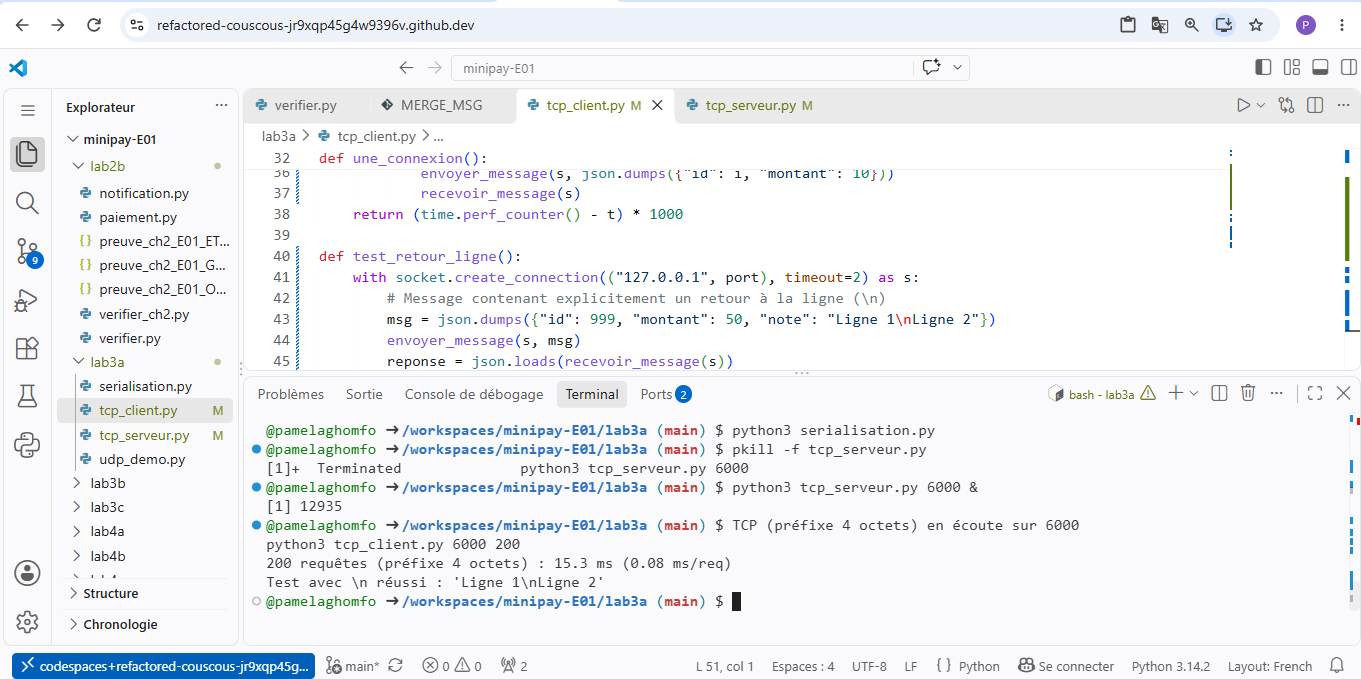 refactored-couscous-jr9xqp45g4w9396v.github.dev
P
minipay-E01
Explorateur
verifier.py
MERGE_MSG
tcp_client.py M
tcp_serveur.py M
minipay-E01
lab3a > tcp_client.py > ...
lab2b
notification.py
paiement.py
preuve_ch2_E01_ET...
preuve_ch2_E01_G...
preuve_ch2_E01_O...
verifier_ch2.py
verifier.py
lab3a
serialisation.py
tcp_client.py M
tcp_serveur.py M
udp_demo.py
lab3b
lab3c
lab4a
lab4b
Structure
Chronologie
9
32 def une_connexion():
36 envoyer_message(s, json.dumps({"id": i, "montant": 10}))
37 recevoir_message(s)
38 return (time.perf_counter() - t) * 1000
39
40 def test_retour_ligne():
41 with socket.create_connection(("127.0.0.1", port), timeout=2) as s:
42 # Message contenant explicitement un retour à la ligne (\n)
43 msg = json.dumps({"id": 999, "montant": 50, "note": "Ligne 1\nLigne 2"})
44 envoyer_message(s, msg)
45 reponse = json.loads(recevoir_message(s))
Problèmes Sortie Console de débogage Terminal Ports 2
bash - lab3a
@pamelaghomfo ➜/workspaces/minipay-E01/lab3a (main) $ python3 serialisation.py
@pamelaghomfo ➜/workspaces/minipay-E01/lab3a (main) $ pkill -f tcp_serveur.py
[1]+ Terminated python3 tcp_serveur.py 6000
@pamelaghomfo ➜/workspaces/minipay-E01/lab3a (main) $ python3 tcp_serveur.py 6000 &
[1] 12935
@pamelaghomfo ➜/workspaces/minipay-E01/lab3a (main) $ TCP (préfixe 4 octets) en écoute sur 6000
python3 tcp_client.py 6000 200
200 requêtes (préfixe 4 octets) : 15.3 ms (0.08 ms/req)
Test avec \n réussi : 'Ligne 1\nLigne 2'
@pamelaghomfo ➜/workspaces/minipay-E01/lab3a (main) $
codespaces+refactored-couscous-jr9xqp45g... main* 0 0 2 L 51, col 1 Espaces : 4 UTF-8 LF { } Python Se connecter Python 3.14.2 Layout: French